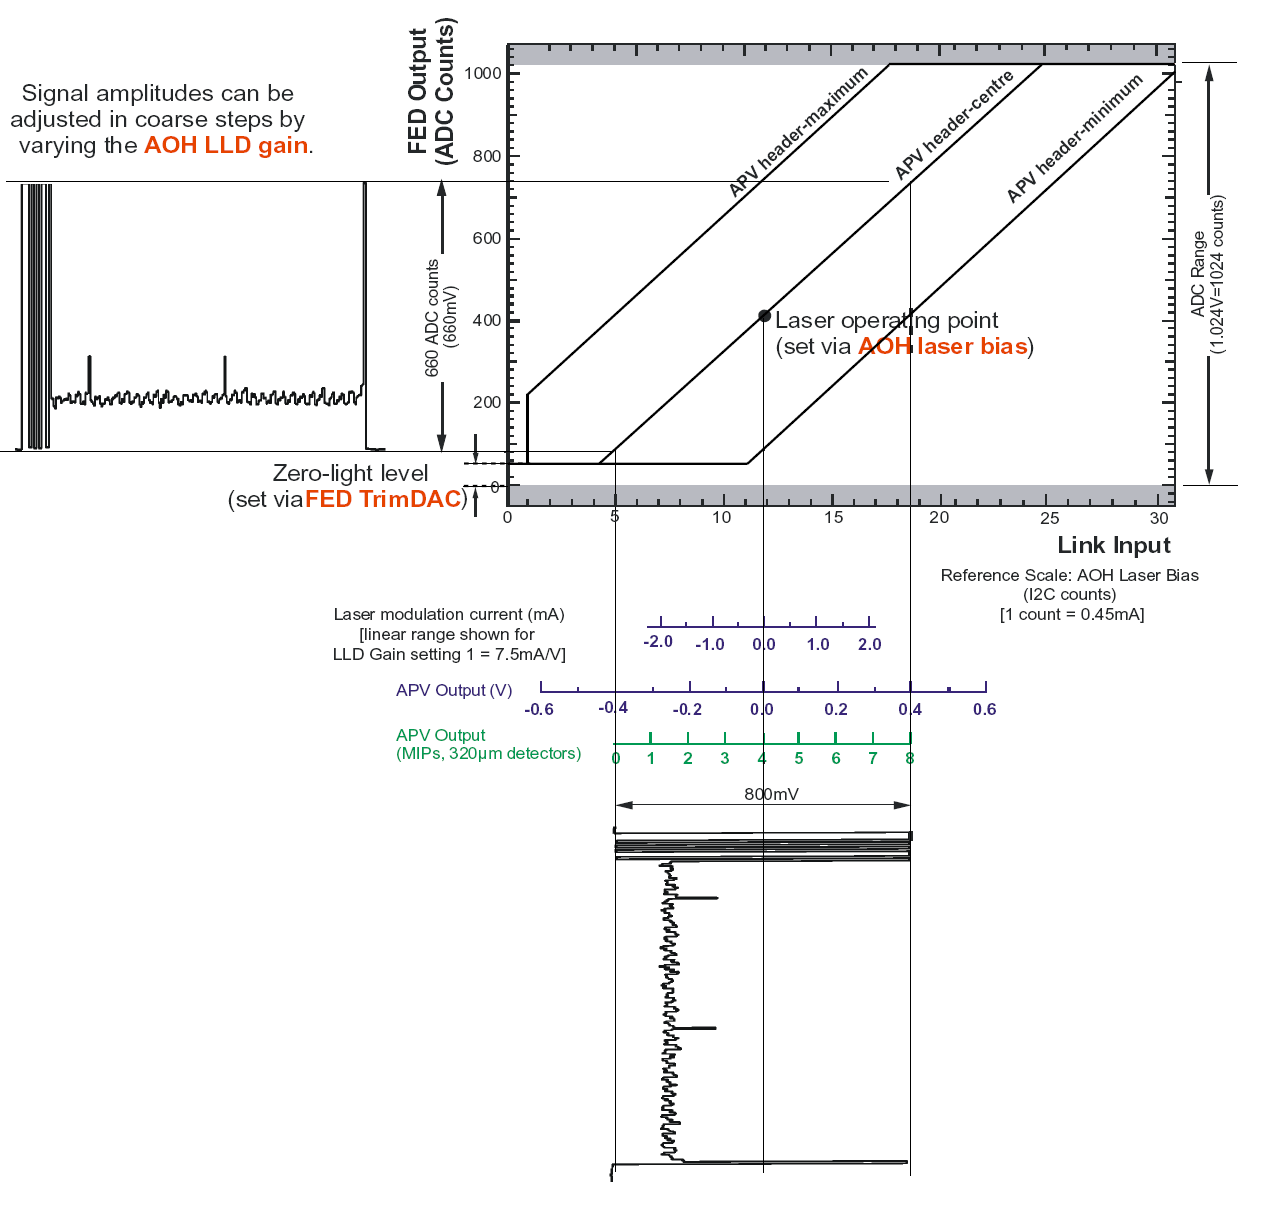 Signal amplitudes can be
adjusted in coarse steps by
varying the AOH LLD gain.
FED Output
(ADC Counts)
1000
800
600
400
200
0
660 ADC counts
(660mV)
APV header-maximum
APV header-centre
APV header-minimum
Laser operating point
(set via AOH laser bias)
ADC Range
(1.024V=1024 counts)
Zero-light level
(set via FED TrimDAC)
0 5 10 15 20 25 30
Link Input
Reference Scale: AOH Laser Bias
(I2C counts)
[1 count = 0.45mA]
Laser modulation current (mA)
[linear range shown for
LLD Gain setting 1 = 7.5mA/V]
-2.0 -1.0 0.0 1.0 2.0
APV Output (V)
-0.6 -0.4 -0.2 0.0 0.2 0.4 0.6
APV Output
(MIPs, 320µm detectors)
0 1 2 3 4 5 6 7 8
800mV